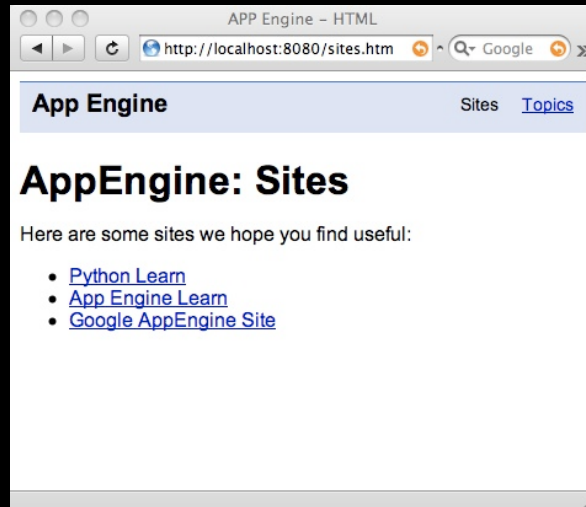 APP Engine – HTML
http://localhost:8080/sites.htm Google
App Engine Sites Topics
AppEngine: Sites
Here are some sites we hope you find useful:
• Python Learn
• App Engine Learn
• Google AppEngine Site